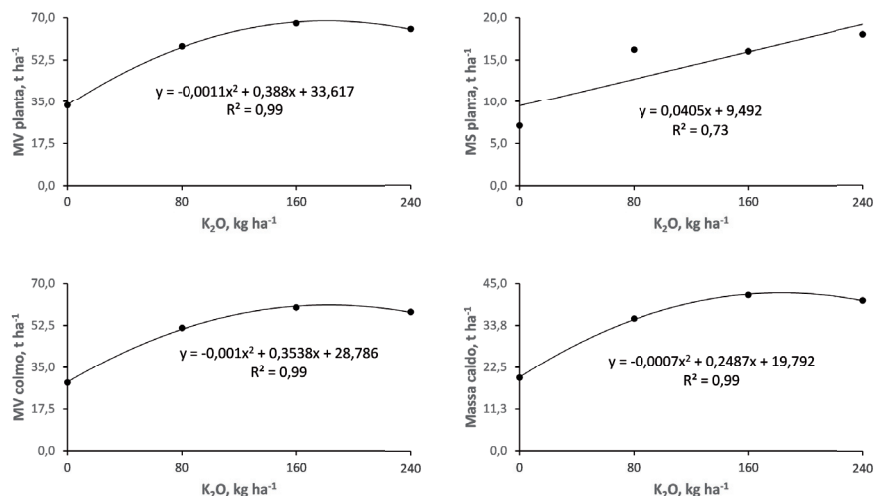 70,0
52,5
35,0
17,5
0,0
MV planta, t ha⁻¹
y = -0,0011x² + 0,388x + 33,617
R² = 0,99
0 80 160 240
K₂O, kg ha⁻¹
20,0
15,0
10,0
5,0
0,0
MS planta, t ha⁻¹
y = 0,0405x + 9,492
R² = 0,73
0 80 160 240
K₂O, kg ha⁻¹
70,0
52,5
35,0
17,5
0,0
MV colmo, t ha⁻¹
y = -0,001x² + 0,3538x + 28,786
R² = 0,99
0 80 160 240
K₂O, kg ha⁻¹
45,0
33,8
22,5
11,3
0,0
Massa caldo, t ha⁻¹
y = -0,0007x² + 0,2487x + 19,792
R² = 0,99
0 80 160 240
K₂O, kg ha⁻¹